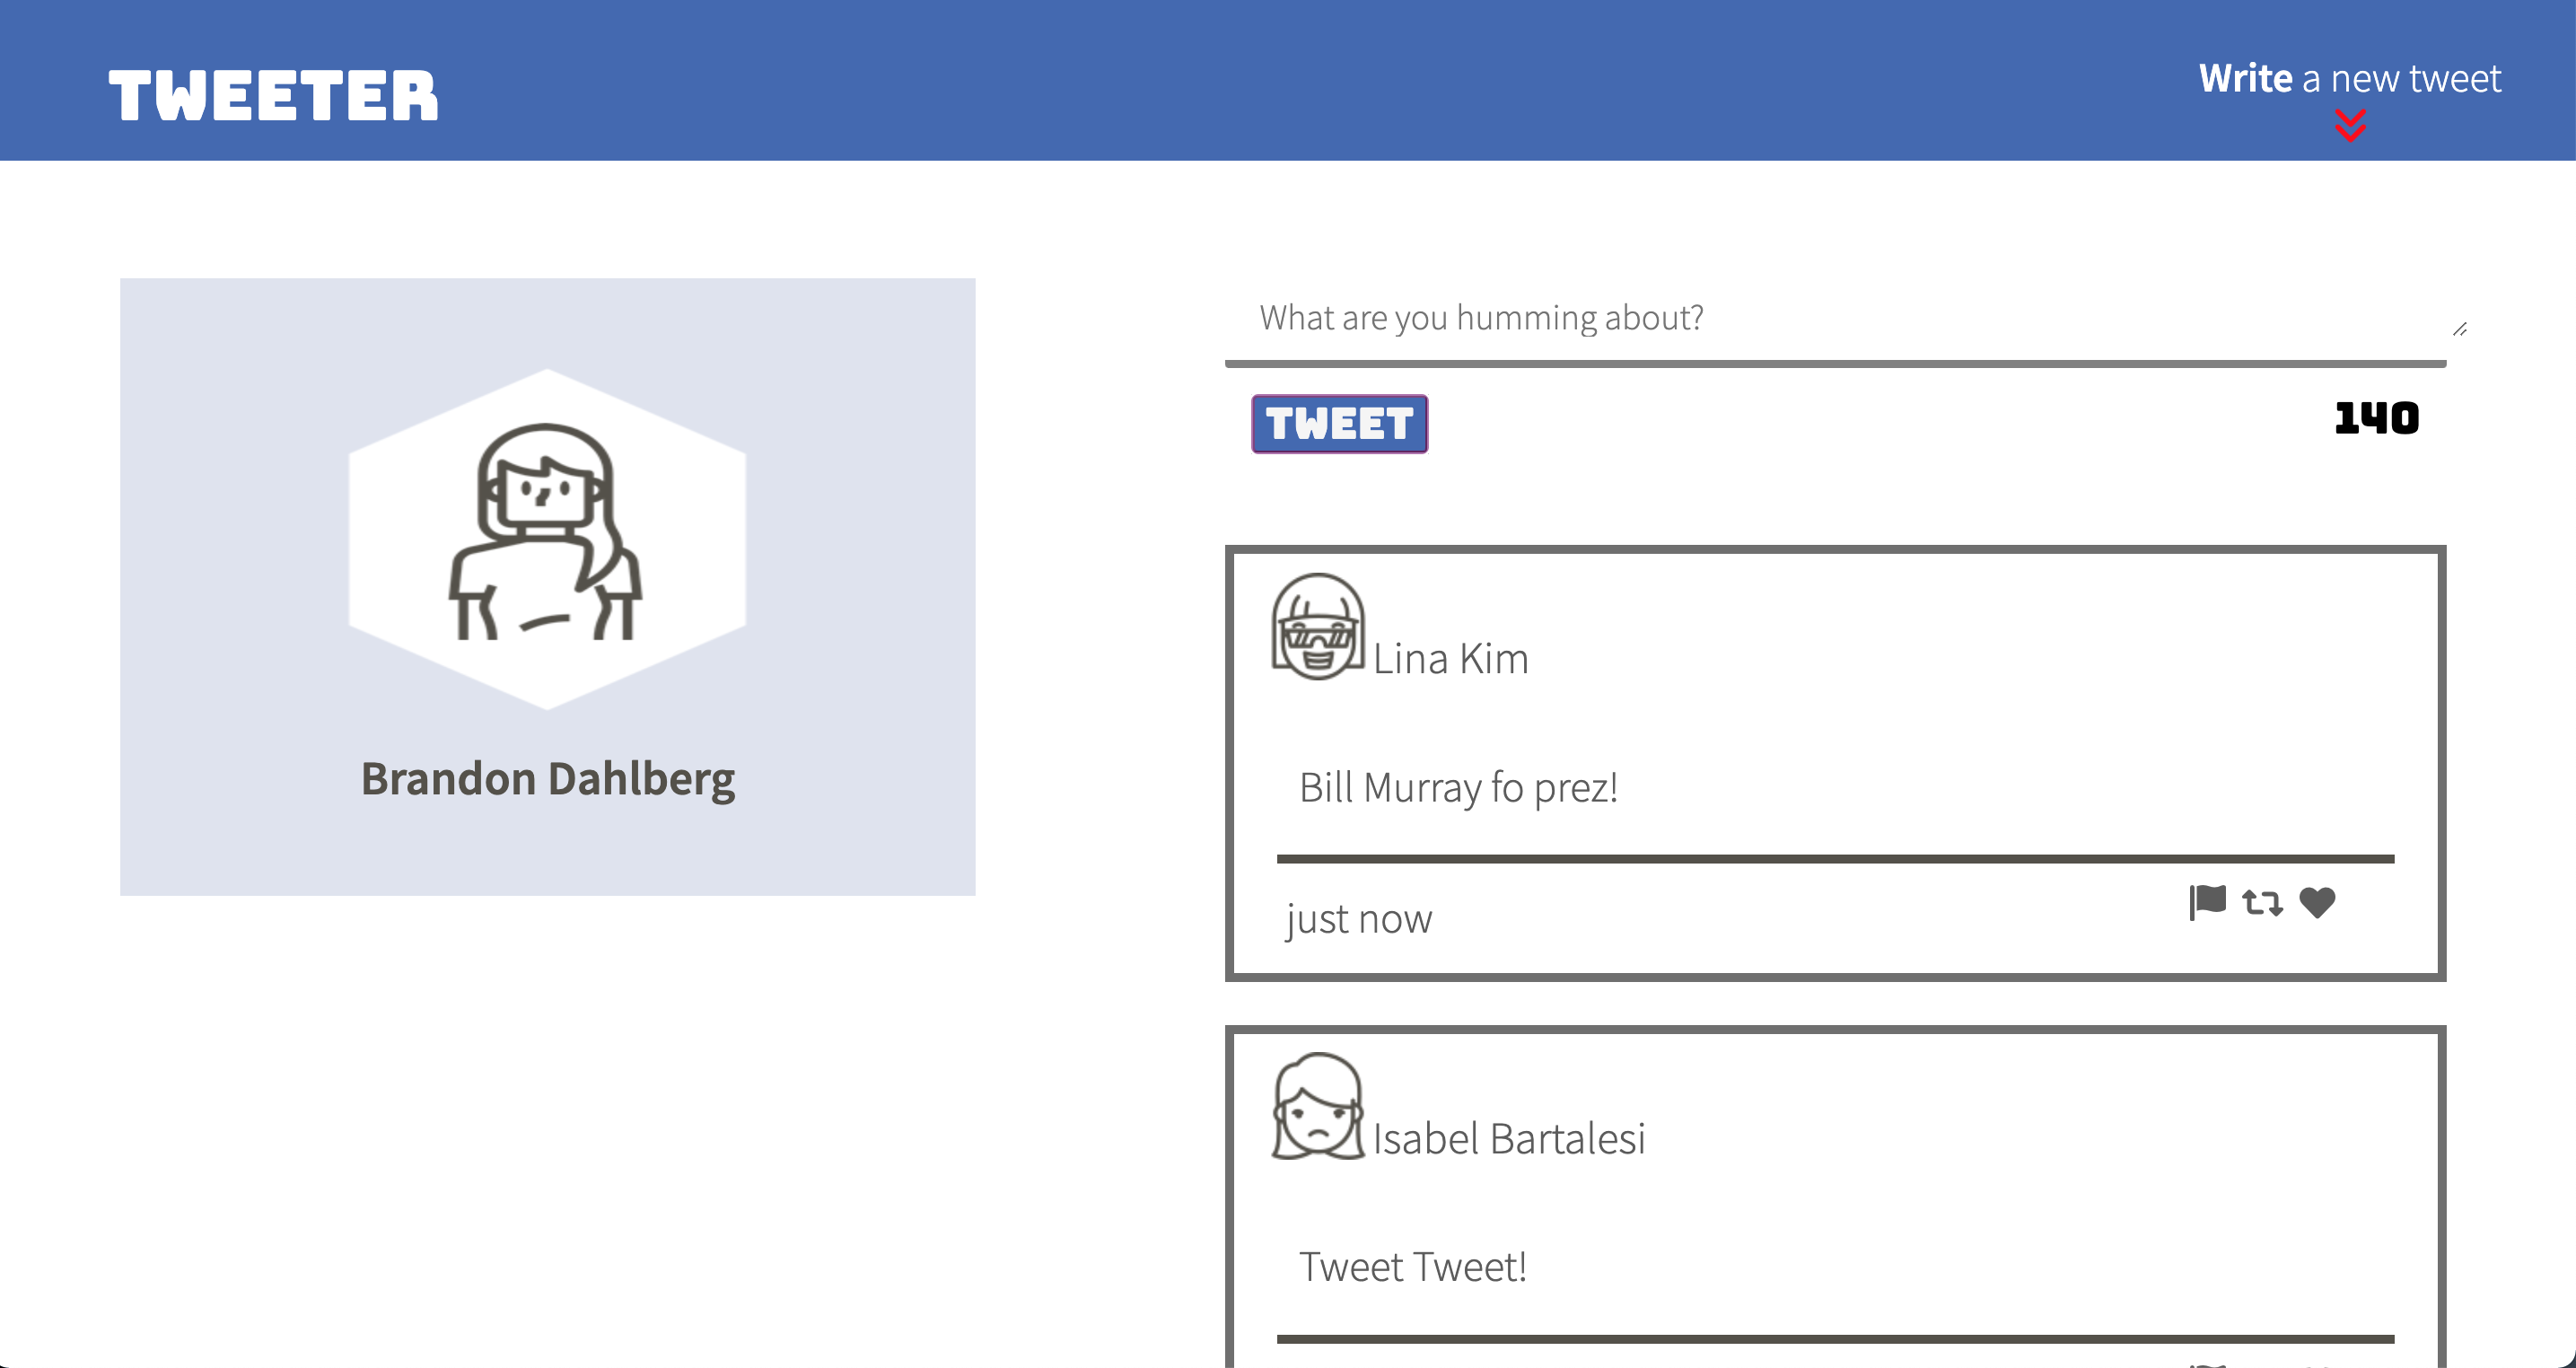 TWEETER
Write a new tweet
Brandon Dahlberg
What are you humming about?
TWEET
140
Lina Kim
Bill Murray fo prez!
just now
Isabel Bartalesi
Tweet Tweet!